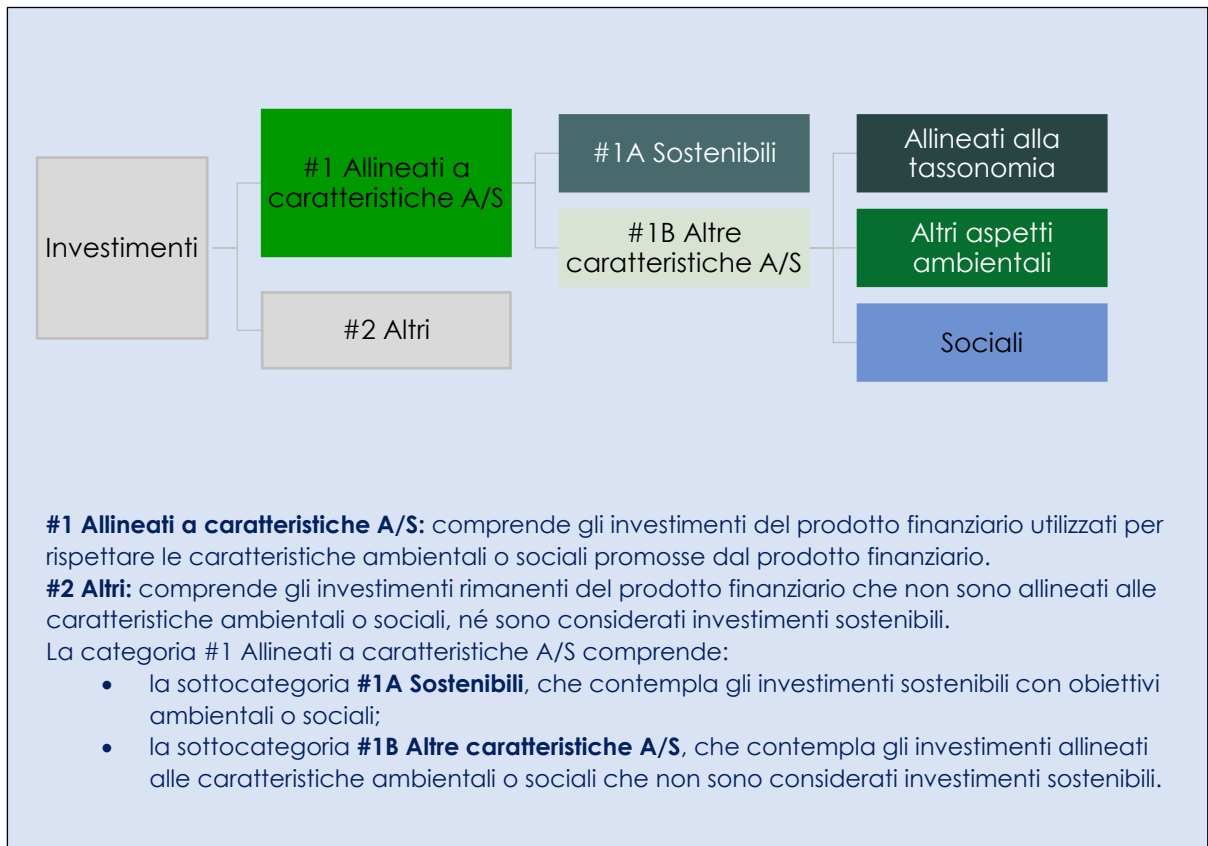 Investimenti
#1 Allineati a
caratteristiche A/S
#2 Altri
#1A Sostenibili
#1B Altre
caratteristiche A/S
Allineati alla
tassonomia
Altri aspetti
ambientali
Sociali
#1 Allineati a caratteristiche A/S: comprende gli investimenti del prodotto finanziario utilizzati per
rispettare le caratteristiche ambientali o sociali promosse dal prodotto finanziario.
#2 Altri: comprende gli investimenti rimanenti del prodotto finanziario che non sono allineati alle
caratteristiche ambientali o sociali, né sono considerati investimenti sostenibili.
La categoria #1 Allineati a caratteristiche A/S comprende:
• la sottocategoria #1A Sostenibili, che contempla gli investimenti sostenibili con obiettivi
ambientali o sociali;
• la sottocategoria #1B Altre caratteristiche A/S, che contempla gli investimenti allineati
alle caratteristiche ambientali o sociali che non sono considerati investimenti sostenibili.